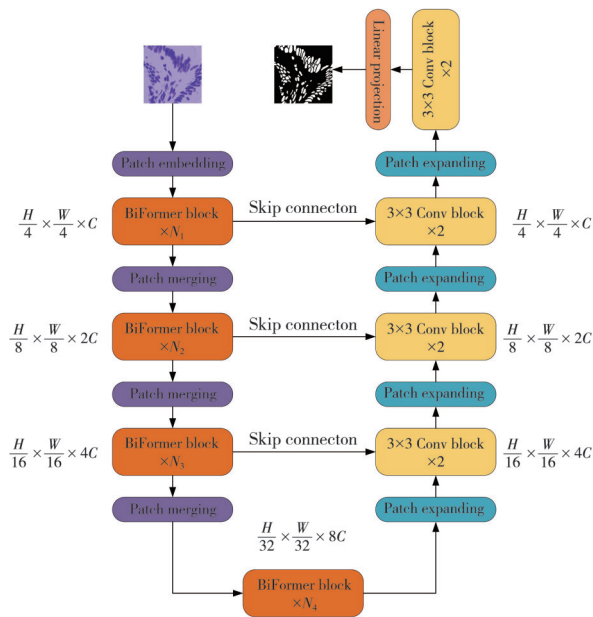 Linear projection
3×3 Conv block
×2
Patch embedding
Patch expanding
H/4 × W/4 × C
BiFormer block
×N₁
Skip connecton
3×3 Conv block
×2
H/4 × W/4 × C
Patch merging
Patch expanding
H/8 × W/8 × 2C
BiFormer block
×N₂
Skip connecton
3×3 Conv block
×2
H/8 × W/8 × 2C
Patch merging
Patch expanding
H/16 × W/16 × 4C
BiFormer block
×N₃
Skip connecton
3×3 Conv block
×2
H/16 × W/16 × 4C
Patch merging
Patch expanding
H/32 × W/32 × 8C
BiFormer block
×N₄